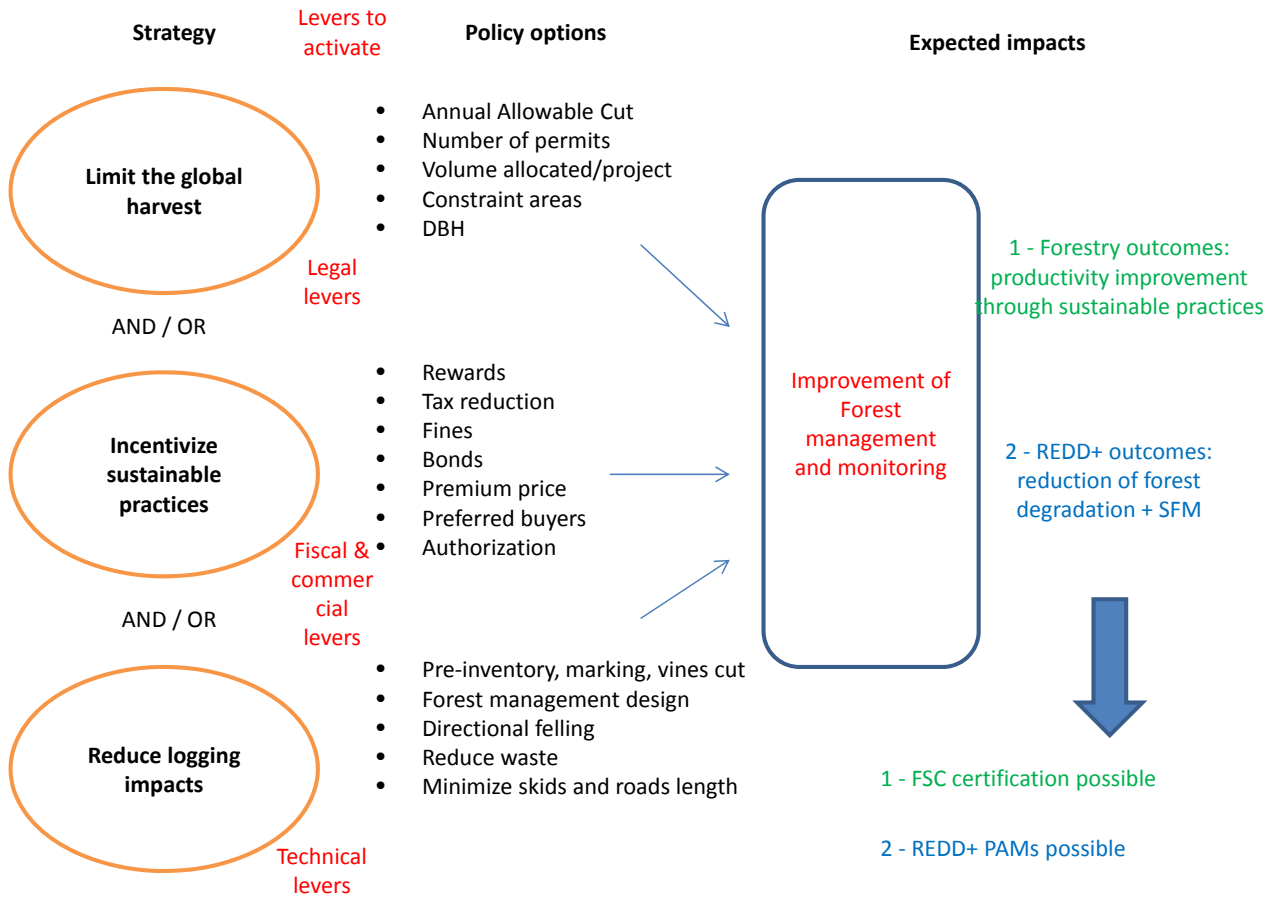 Strategy
Levers to
activate
Policy options
Expected impacts
Limit the global
harvest
Legal
levers
• Annual Allowable Cut
• Number of permits
• Volume allocated/project
• Constraint areas
• DBH
AND / OR
Incentivize
sustainable
practices
Fiscal &
commer
cial
levers
• Rewards
• Tax reduction
• Fines
• Bonds
• Premium price
• Preferred buyers
• Authorization
AND / OR
Reduce logging
impacts
Technical
levers
• Pre-inventory, marking, vines cut
• Forest management design
• Directional felling
• Reduce waste
• Minimize skids and roads length
Improvement of
Forest
management
and monitoring
1 - Forestry outcomes:
productivity improvement
through sustainable practices
2 - REDD+ outcomes:
reduction of forest
degradation + SFM
1 - FSC certification possible
2 - REDD+ PAMs possible